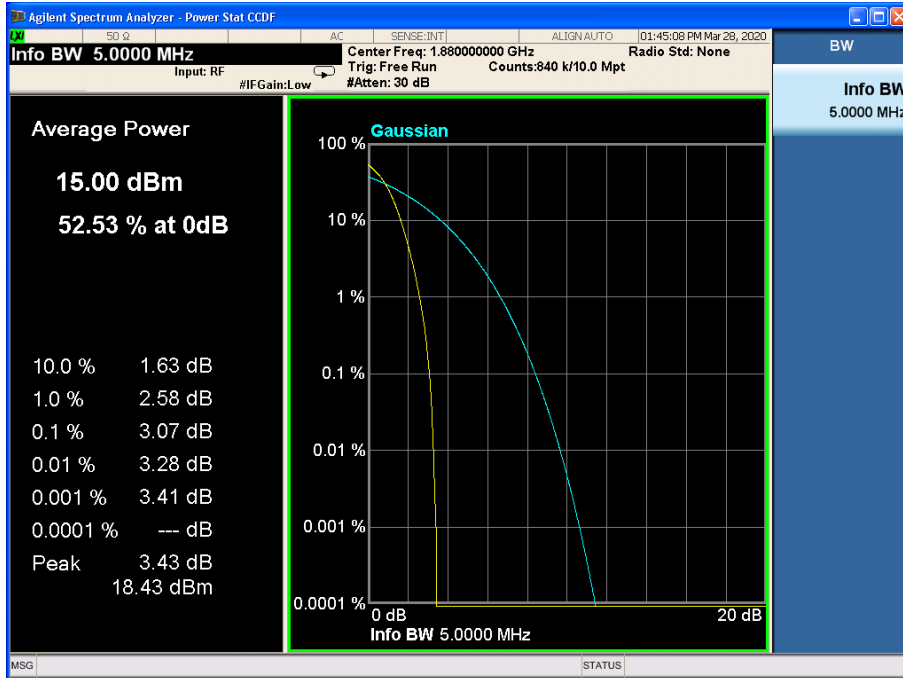 Agilent Spectrum Analyzer - Power Stat CCDF
LXI 50 Ω AC SENSE:INT ALIGN AUTO 01:45:08 PM Mar 28, 2020
Info BW 5.0000 MHz
Input: RF
#IFGain:Low
Center Freq: 1.880000000 GHz
Radio Std: None
Trig: Free Run
Counts:840 k/10.0 Mpt
#Atten: 30 dB
BW
Info BW
5.0000 MHz
Average Power
15.00 dBm
52.53 % at 0dB
10.0 % 1.63 dB
1.0 % 2.58 dB
0.1 % 3.07 dB
0.01 % 3.28 dB
0.001 % 3.41 dB
0.0001 % --- dB
Peak 3.43 dB
18.43 dBm
Gaussian
100 %
10 %
1 %
0.1 %
0.01 %
0.001 %
0.0001 %
0 dB 20 dB
Info BW 5.0000 MHz
MSG STATUS